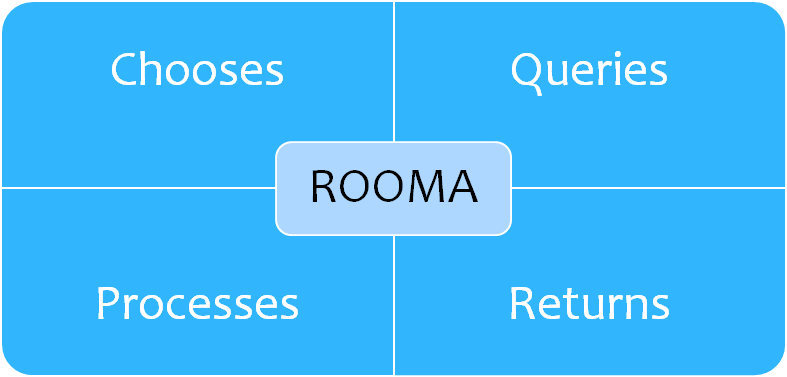 Chooses
Queries
ROOMA
Processes
Returns